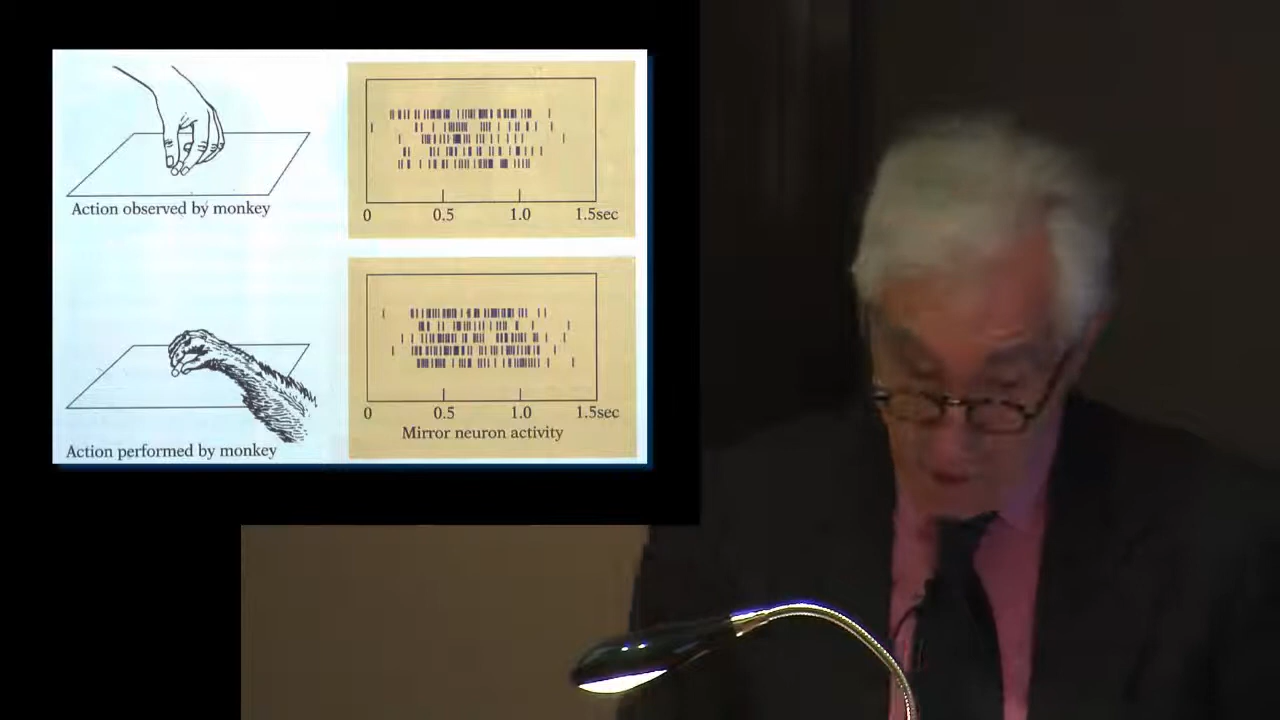 Action observed by monkey
0 0.5 1.0 1.5sec
0 0.5 1.0 1.5sec
Mirror neuron activity
Action performed by monkey